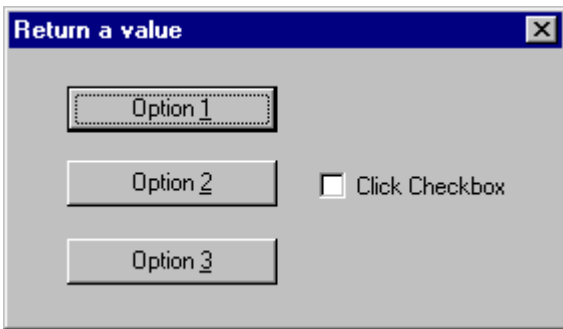 Return a value
Option 1
Option 2
Click Checkbox
Option 3